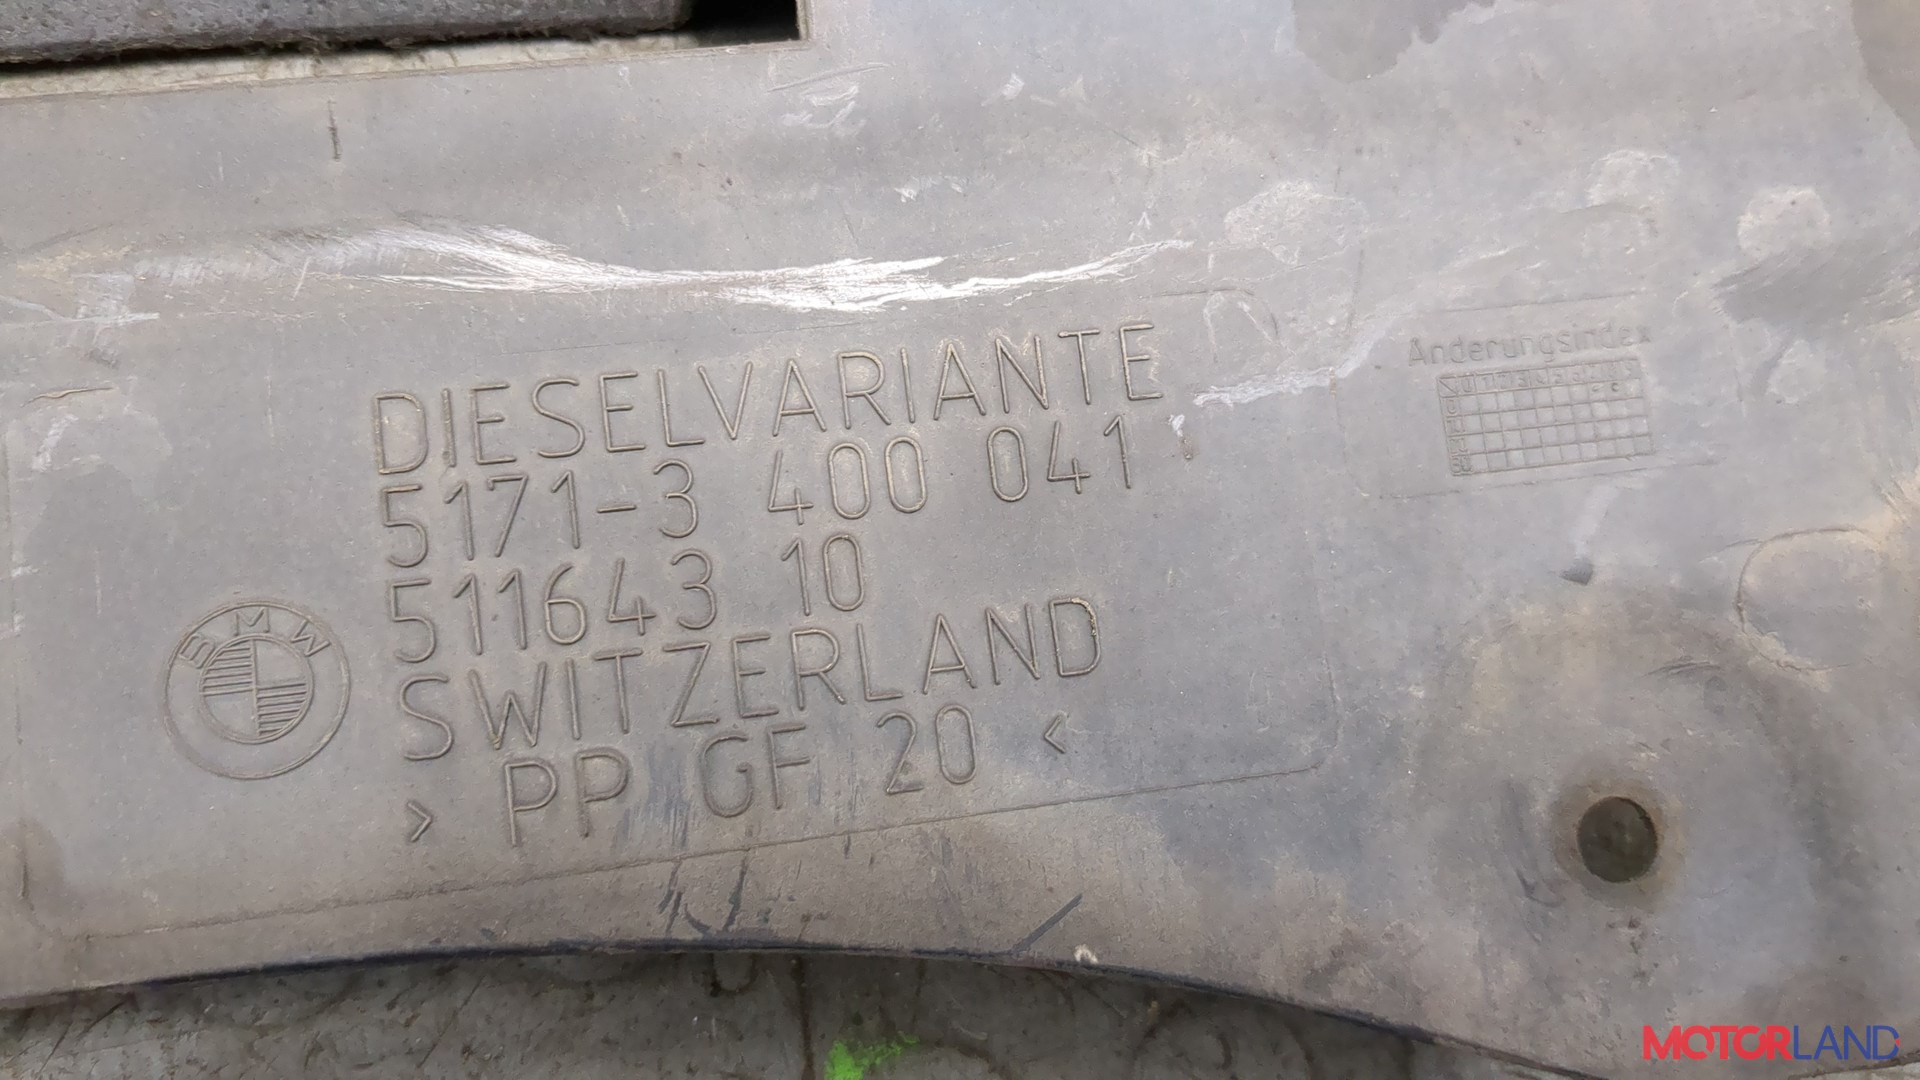 DIESELVARIANTE
5171-3 400 041
511643 10
SWITZERLAND
> PP GF 20 <
BMW
Änderungsindex
MOTORLAND